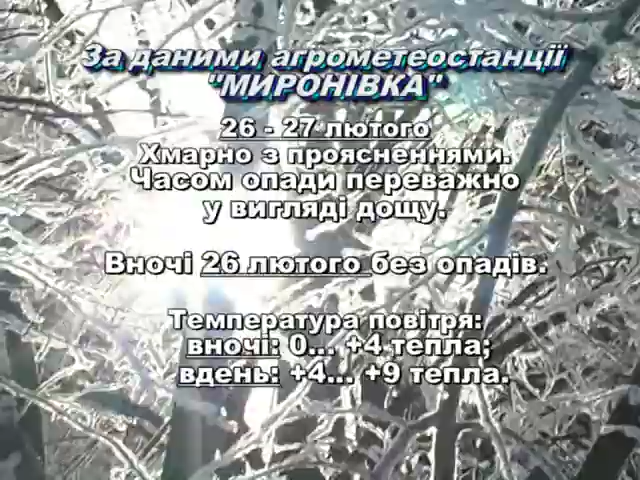 За даними агрометеостанції
"МИРОНІВКА"
26 - 27 лютого
Хмарно з проясненнями.
Часом опади переважно
у вигляді дощу.
Вночі 26 лютого без опадів.
Температура повітря:
вночі: 0... +4 тепла;
вдень: +4... +9 тепла.